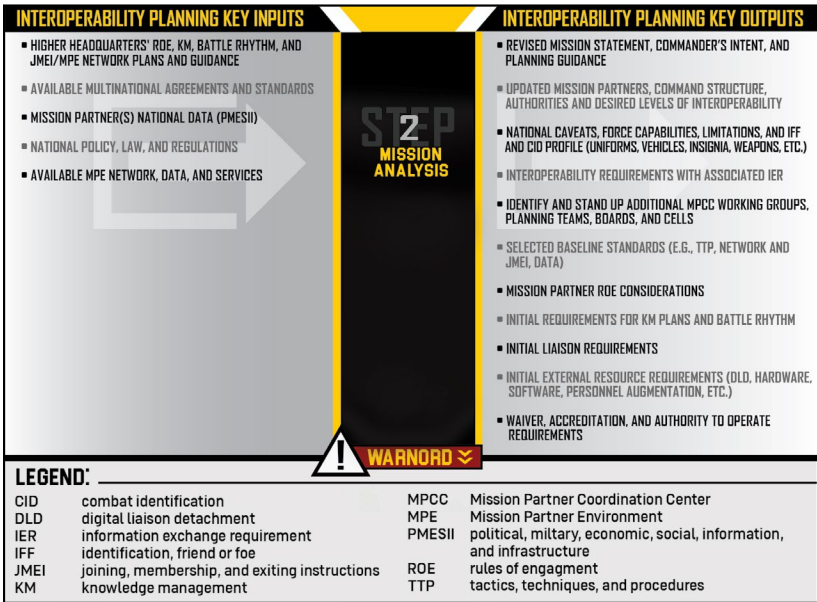 INTEROPERABILITY PLANNING KEY INPUTS
▪ HIGHER HEADQUARTERS' ROE, KM, BATTLE RHYTHM, AND
JMEI/MPE NETWORK PLANS AND GUIDANCE
▪ AVAILABLE MULTINATIONAL AGREEMENTS AND STANDARDS
▪ MISSION PARTNER(S) NATIONAL DATA (PMESII)
▪ NATIONAL POLICY, LAW, AND REGULATIONS
▪ AVAILABLE MPE NETWORK, DATA, AND SERVICES
STEP
2
MISSION
ANALYSIS
INTEROPERABILITY PLANNING KEY OUTPUTS
▪ REVISED MISSION STATEMENT, COMMANDER'S INTENT, AND
PLANNING GUIDANCE
▪ UPDATED MISSION PARTNERS, COMMAND STRUCTURE,
AUTHORITIES AND DESIRED LEVELS OF INTEROPERABILITY
▪ NATIONAL CAVEATS, FORCE CAPABILITIES, LIMITATIONS, AND IFF
AND CID PROFILE (UNIFORMS, VEHICLES, INSIGNIA, WEAPONS, ETC.)
▪ INTEROPERABILITY REQUIREMENTS WITH ASSOCIATED IER
▪ IDENTIFY AND STAND UP ADDITIONAL MPCC WORKING GROUPS,
PLANNING TEAMS, BOARDS, AND CELLS
▪ SELECTED BASELINE STANDARDS (E.G., TTP, NETWORK AND
JMEI, DATA)
▪ MISSION PARTNER ROE CONSIDERATIONS
▪ INITIAL REQUIREMENTS FOR KM PLANS AND BATTLE RHYTHM
▪ INITIAL LIAISON REQUIREMENTS
▪ INITIAL EXTERNAL RESOURCE REQUIREMENTS (DLD, HARDWARE,
SOFTWARE, PERSONNEL AUGMENTATION, ETC.)
▪ WAIVER, ACCREDITATION, AND AUTHORITY TO OPERATE
REQUIREMENTS
! WARNORD
LEGEND:
CID combat identification
DLD digital liaison detachment
IER information exchange requirement
IFF identification, friend or foe
JMEI joining, membership, and exiting instructions
KM knowledge management
MPCC Mission Partner Coordination Center
MPE Mission Partner Environment
PMESII political, miltary, economic, social, information,
and infrastructure
ROE rules of engagment
TTP tactics, techniques, and procedures